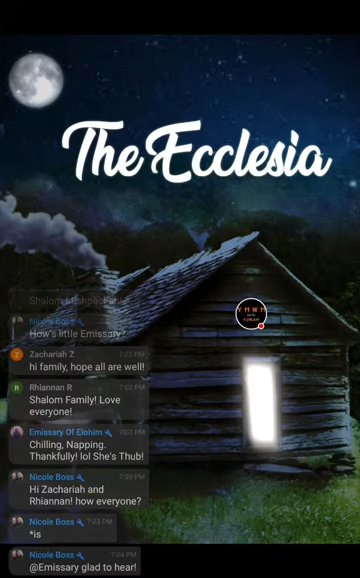 The Ecclesia
Shalom Mishpachah!
YMWM
Nicole Boss
How's little Emissary?
Zachariah Z 7:02 PM
hi family, hope all are well!
Rhiannan R 7:02 PM
Shalom Family! Love
everyone!
Emissary Of Elohim 7:03 PM
Chilling, Napping.
Thankfully! lol She's Thub!
Nicole Boss 7:03 PM
Hi Zachariah and
Rhiannan! how everyone?
Nicole Boss 7:03 PM
*is
Nicole Boss 7:04 PM
@Emissary glad to hear!